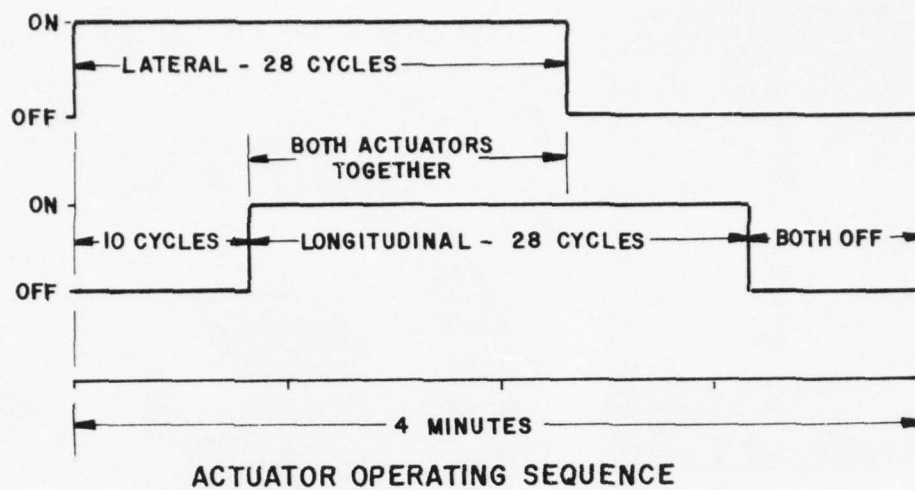 ON
LATERAL - 28 CYCLES
OFF
BOTH ACTUATORS
TOGETHER
ON
10 CYCLES
LONGITUDINAL - 28 CYCLES
BOTH OFF
OFF
4 MINUTES
ACTUATOR OPERATING SEQUENCE